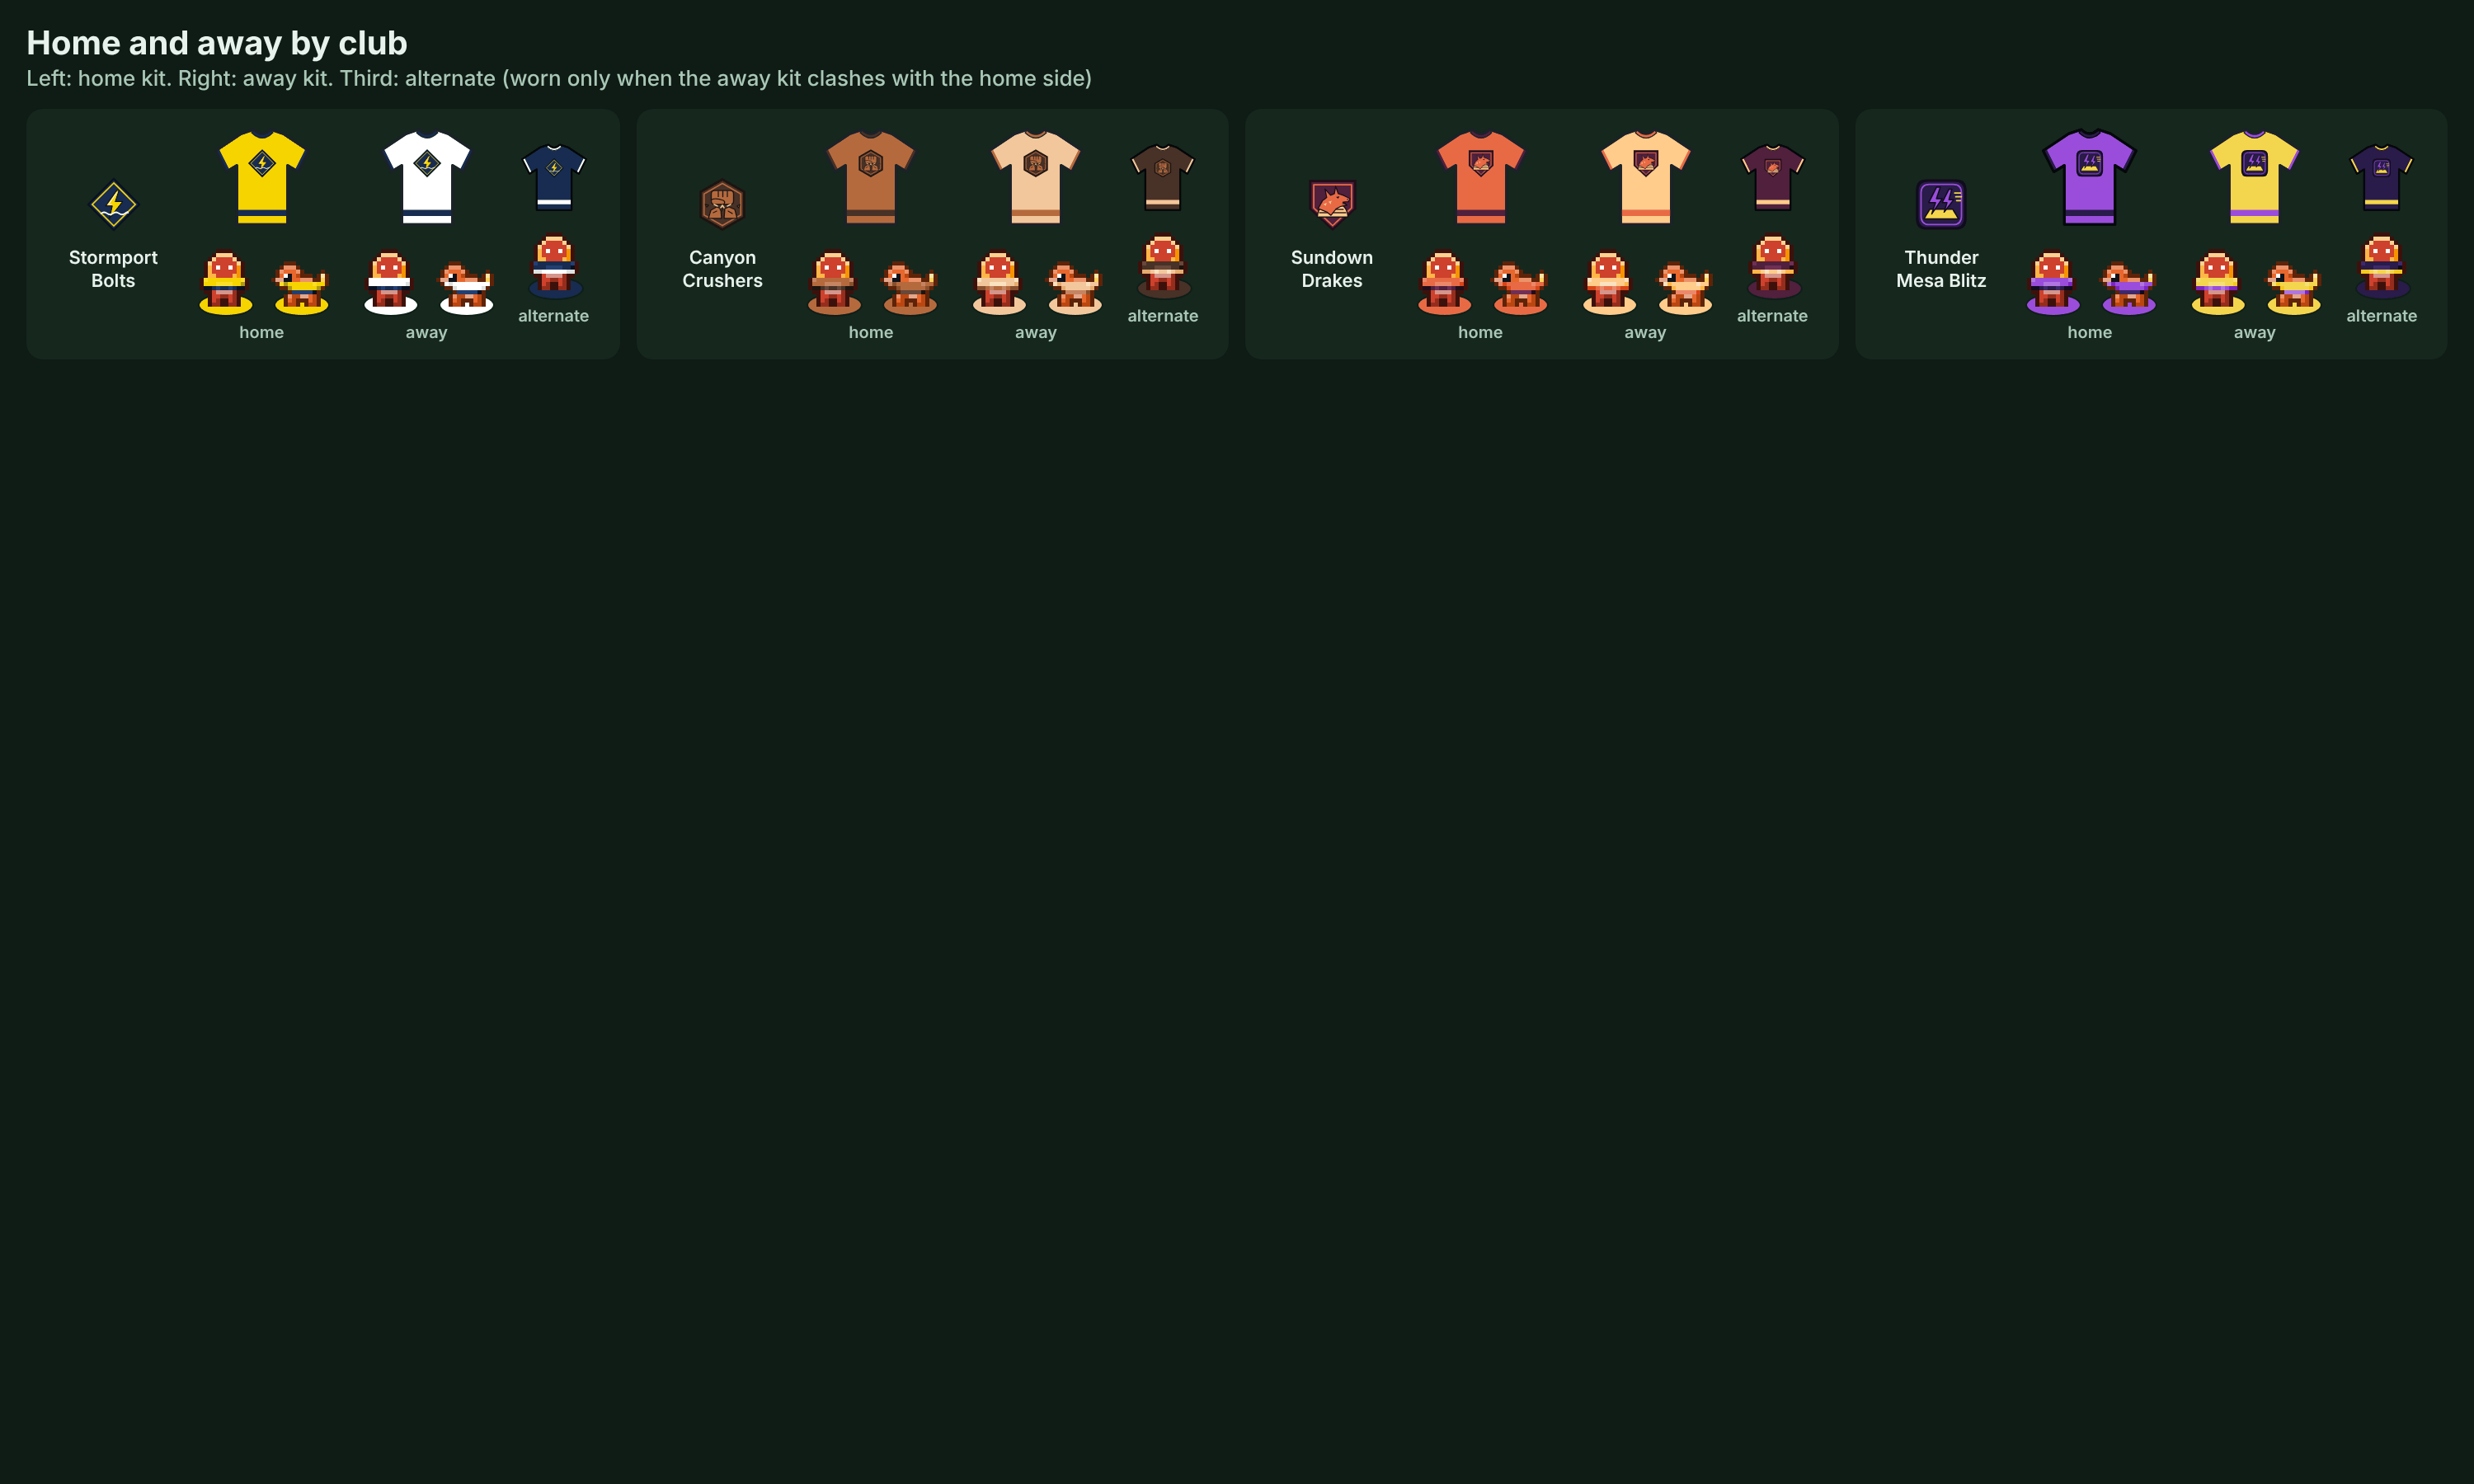 Home and away by club
Left: home kit. Right: away kit. Third: alternate (worn only when the away kit clashes with the home side)
Stormport
Bolts
home
away
alternate
Canyon
Crushers
home
away
alternate
Sundown
Drakes
home
away
alternate
Thunder
Mesa Blitz
home
away
alternate